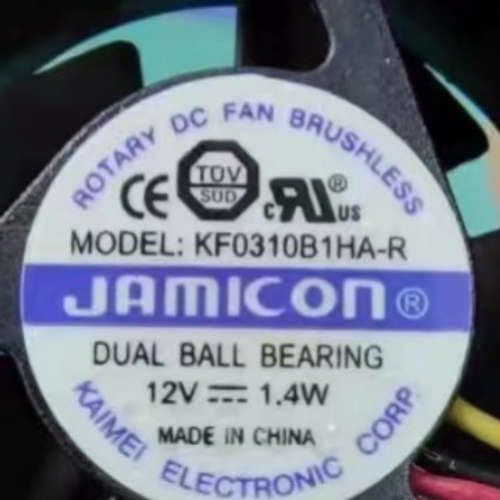 ROTARY DC FAN BRUSHLESS
CE TÜV SÜD c RU ® US
MODEL: KF0310B1HA-R
JAMICON ®
DUAL BALL BEARING
12V ⎓ 1.4W
MADE IN CHINA
KAIMEI ELECTRONIC CORP.